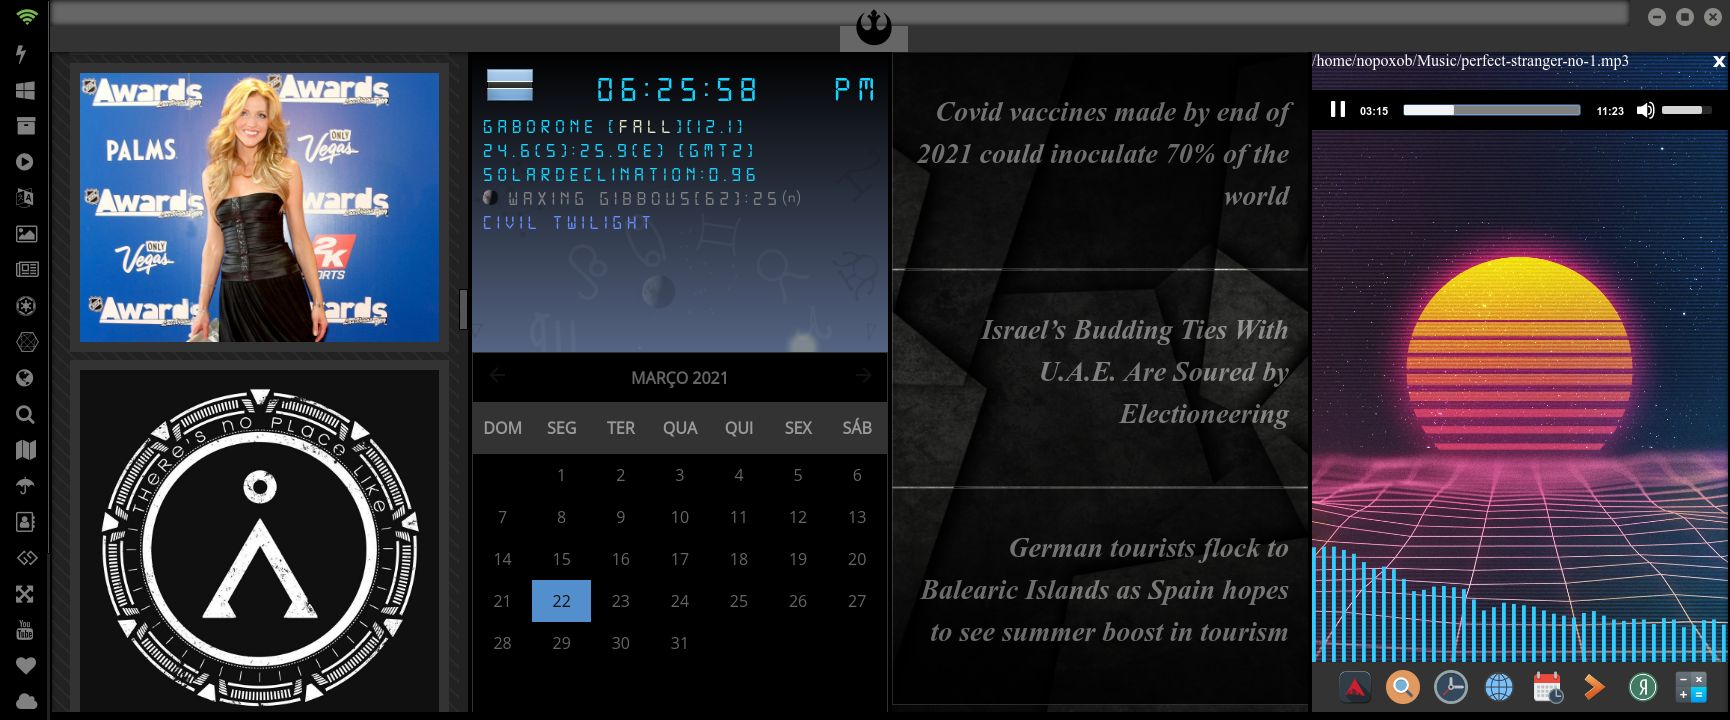 Awards
Awards
PALMS
ONLY
Vegas
Awards
Awards
ONLY
Vegas
2K
Awards
THERE'S NO PLACE LIKE
06:25:58 PM
GABORONE [FALL][12.1]
24.6(S):25.9(E) [GMT2]
SOLARDECLINATION:0.96
WAXING GIBBOUS[62]:25(n)
CIVIL TWILIGHT
MARÇO 2021
DOM SEG TER QUA QUI SEX SÁB
1 2 3 4 5 6
7 8 9 10 11 12 13
14 15 16 17 18 19 20
21 22 23 24 25 26 27
28 29 30 31
Covid vaccines made by end of
2021 could inoculate 70% of the
world
Israel’s Budding Ties With
U.A.E. Are Soured by
Electioneering
German tourists flock to
Balearic Islands as Spain hopes
to see summer boost in tourism
/home/nopoxob/Music/perfect-stranger-no-1.mp3 x
03:15 11:23
You
Tube
Я